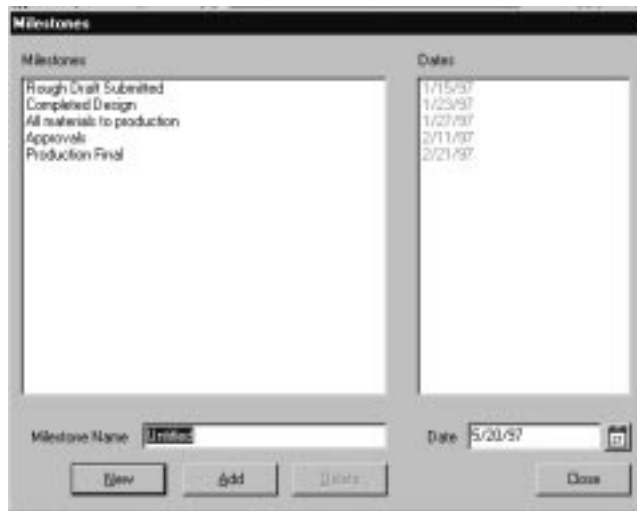 Milestones
Milestones
Dates
Rough Draft Submitted
Completed Design
All materials to production
Approvals
Production Final
1/15/97
1/23/97
1/27/97
2/11/97
2/21/97
Milestone Name
Untitled
Date
5/20/97
New
Add
Delete
Close